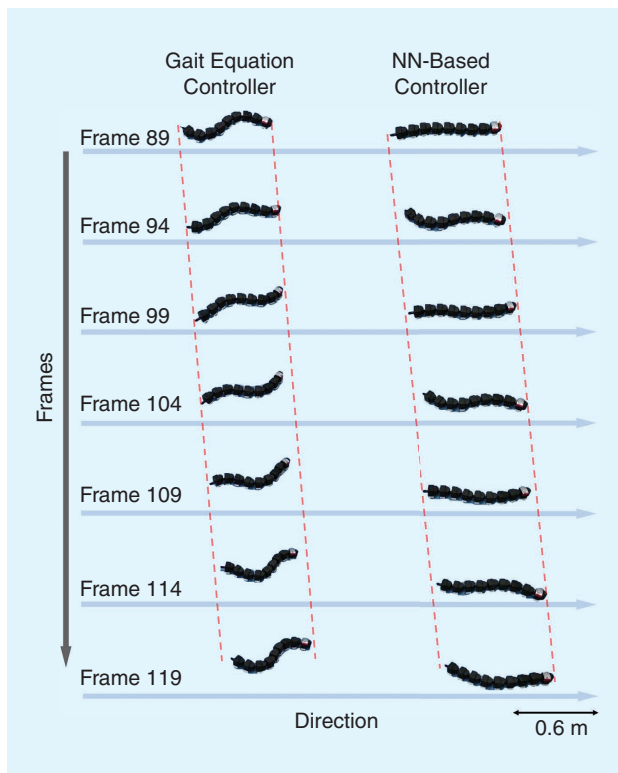 Gait Equation
Controller
NN-Based
Controller
Frame 89
Frame 94
Frame 99
Frame 104
Frame 109
Frame 114
Frame 119
Frames
Direction
0.6 m